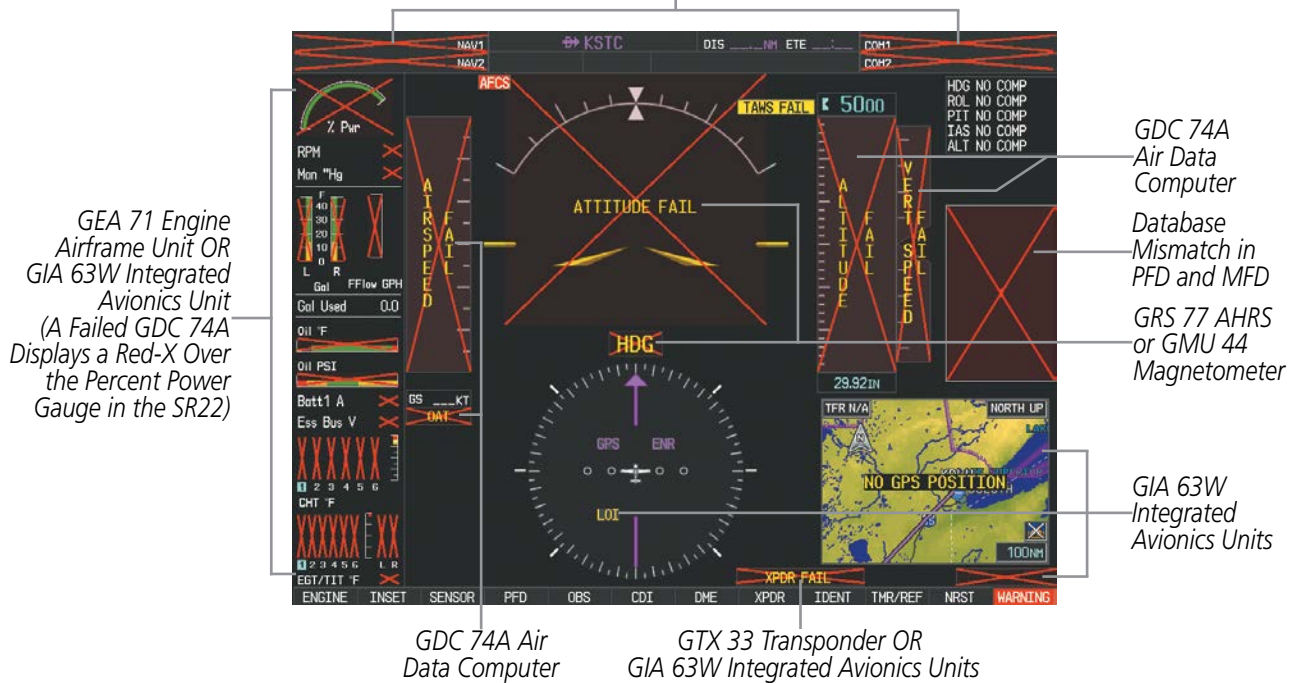 NAV1 KSTC DIS __._NM ETE __:__ COM1
NAV2 COM2
AFCS
TAWS FAIL
5000
HDG NO COMP
ROL NO COMP
PIT NO COMP
IAS NO COMP
ALT NO COMP
% Pwr
RPM
Man "Hg
F
40
30
20
10
0
L R
Gal FFlow GPH
Gal Used 0.0
Oil °F
Oil PSI
Batt1 A
Ess Bus V
1 2 3 4 5 6
CHT °F
1 2 3 4 5 6 L R
EGT/TIT °F
AIRSPEED FAIL
GS ___KT
OAT
ATTITUDE FAIL
HDG
GPS ENR
LOI
ALTITUDE FAIL
VERT SPEED FAIL
29.92IN
TFR N/A NORTH UP
N
NO GPS POSITION
100NM
XPDR FAIL
ENGINE INSET SENSOR PFD OBS CDI DME XPDR IDENT TMR/REF NRST WARNING
GEA 71 Engine
Airframe Unit OR
GIA 63W Integrated
Avionics Unit
(A Failed GDC 74A
Displays a Red-X Over
the Percent Power
Gauge in the SR22)
GDC 74A
Air Data
Computer
Database
Mismatch in
PFD and MFD
GRS 77 AHRS
or GMU 44
Magnetometer
GIA 63W
Integrated
Avionics Units
GDC 74A Air
Data Computer
GTX 33 Transponder OR
GIA 63W Integrated Avionics Units